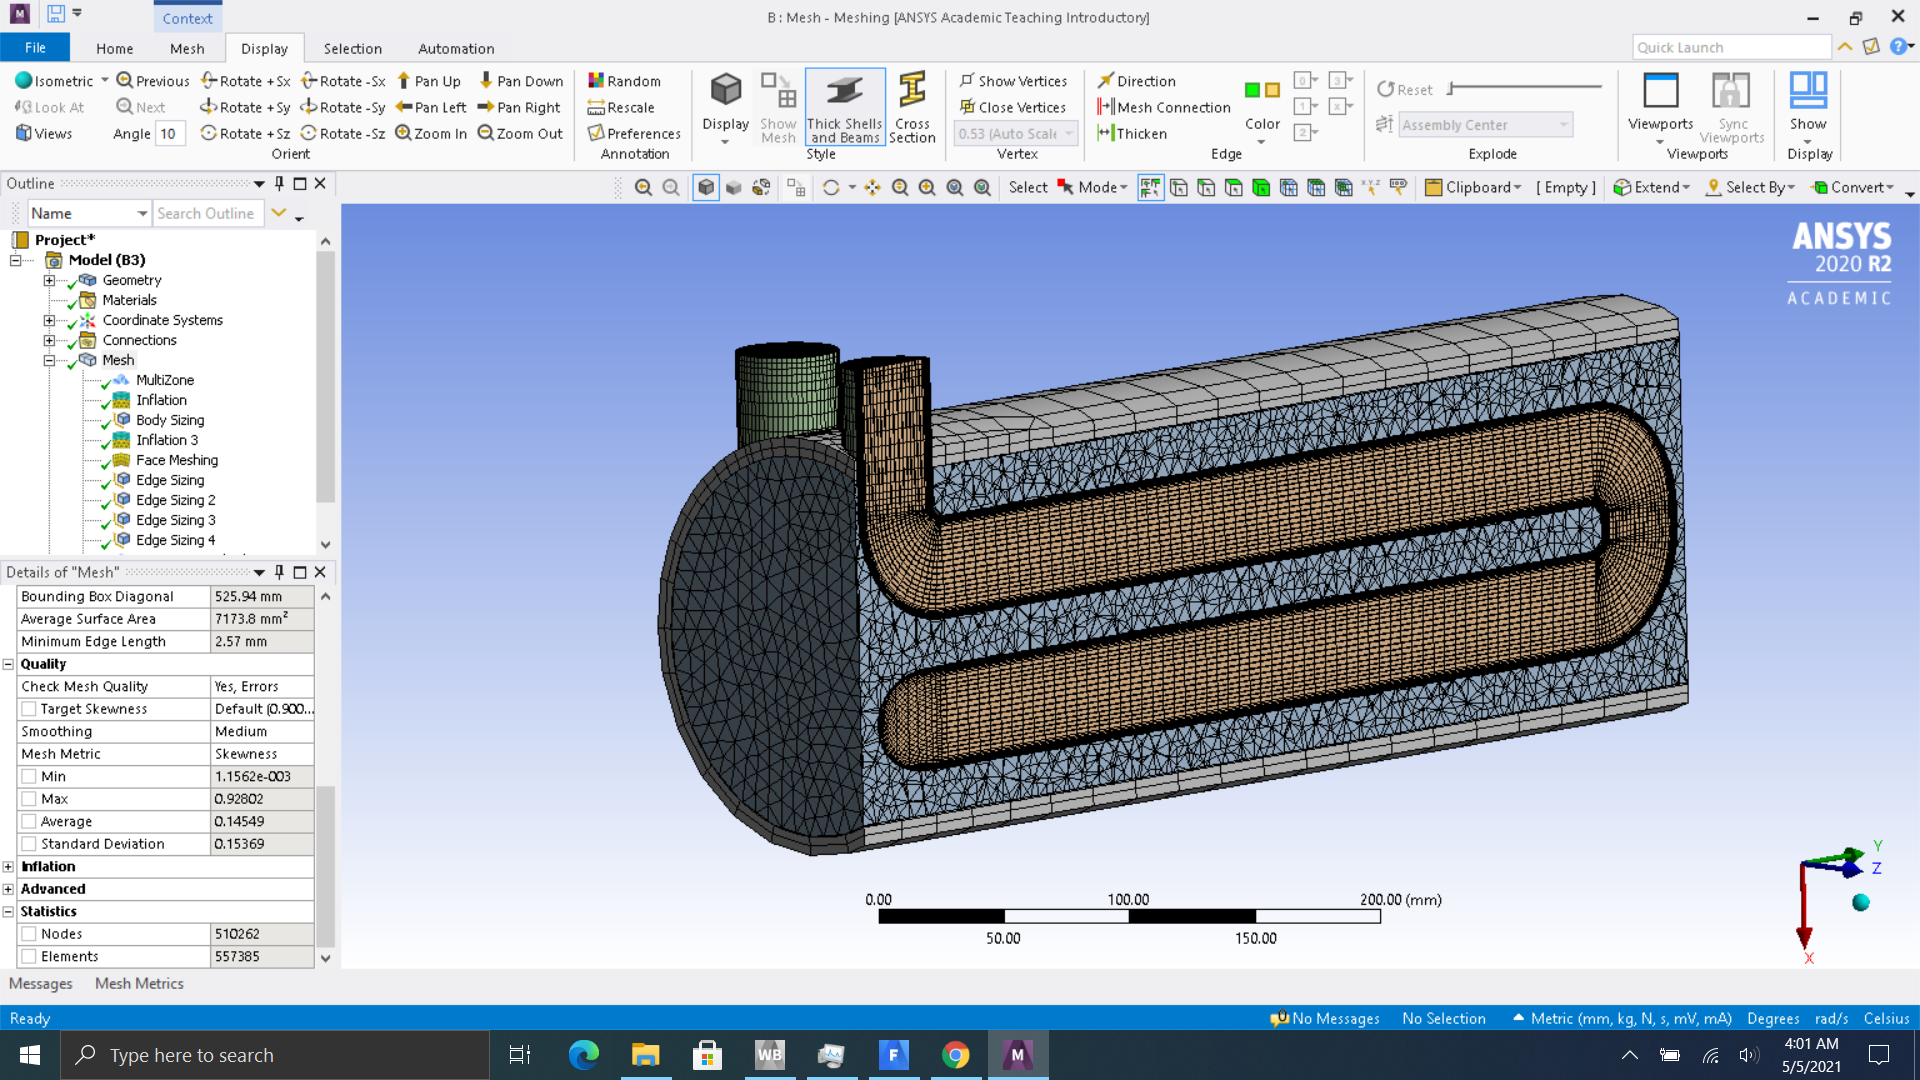 Context
B : Mesh - Meshing [ANSYS Academic Teaching Introductory]
File
Home
Mesh
Display
Selection
Automation
Quick Launch
Isometric
Previous
Rotate +Sx
Rotate -Sx
Pan Up
Pan Down
Look At
Next
Rotate +Sy
Rotate -Sy
Pan Left
Pan Right
Views
Angle 10
Rotate +Sz
Rotate -Sz
Zoom In
Zoom Out
Orient
Random
Rescale
Preferences
Annotation
Display
Show
Mesh
Thick Shells
and Beams
Cross
Section
Style
Show Vertices
Close Vertices
0.53 (Auto Scale
Vertex
Direction
Mesh Connection
Thicken
Color
0
3
1
x
2
Edge
Reset
Assembly Center
Explode
Viewports
Sync
Viewports
Viewports
Show
Display
Outline
Select
Mode
Clipboard
[ Empty ]
Extend
Select By
Convert
Name
Search Outline
Project*
Model (B3)
Geometry
Materials
Coordinate Systems
Connections
Mesh
MultiZone
Inflation
Body Sizing
Inflation 3
Face Meshing
Edge Sizing
Edge Sizing 2
Edge Sizing 3
Edge Sizing 4
Details of "Mesh"
Bounding Box Diagonal 525.94 mm
Average Surface Area 7173.8 mm²
Minimum Edge Length 2.57 mm
Quality
Check Mesh Quality Yes, Errors
Target Skewness Default (0.900...
Smoothing Medium
Mesh Metric Skewness
Min 1.1562e-003
Max 0.92802
Average 0.14549
Standard Deviation 0.15369
Inflation
Advanced
Statistics
Nodes 510262
Elements 557385
ANSYS
2020 R2
ACADEMIC
0.00
100.00
200.00 (mm)
50.00
150.00
Y
Z
X
Messages
Mesh Metrics
Ready
0 No Messages
No Selection
Metric (mm, kg, N, s, mV, mA)
Degrees
rad/s
Celsius
Type here to search
WB
F
M
4:01 AM
5/5/2021